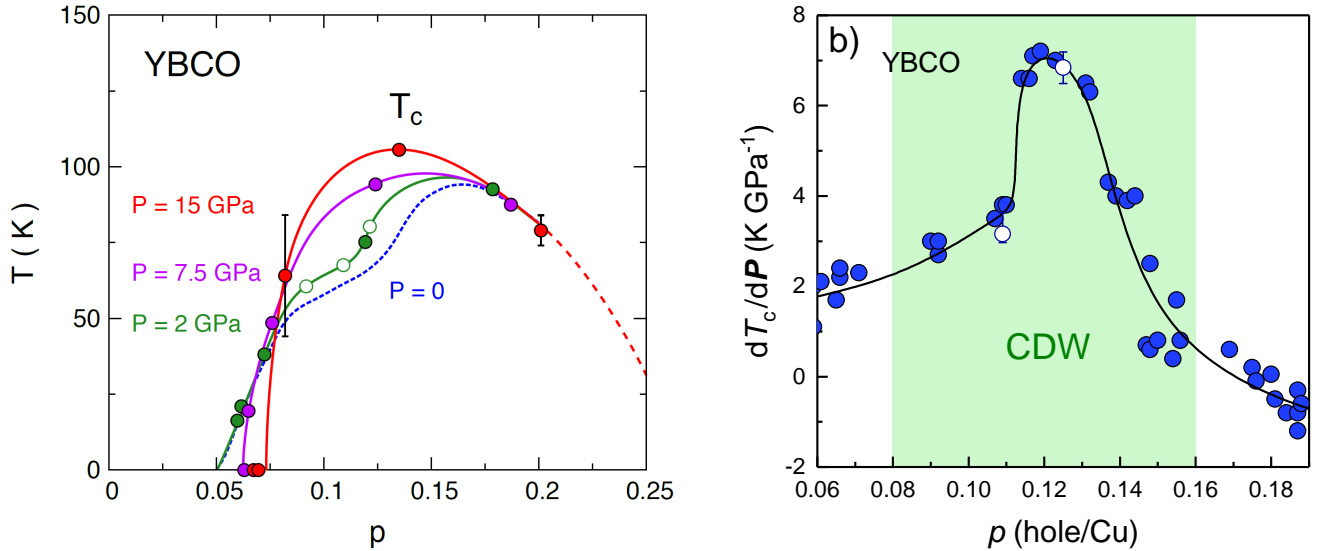 150
100
50
0
T ( K )
YBCO
T_c
P = 15 GPa
P = 7.5 GPa
P = 2 GPa
P = 0
0
0.05
0.1
0.15
0.2
0.25
p
b)
YBCO
CDW
8
6
4
2
0
-2
dT_c/dP (K GPa⁻¹)
0.06
0.08
0.10
0.12
0.14
0.16
0.18
p (hole/Cu)